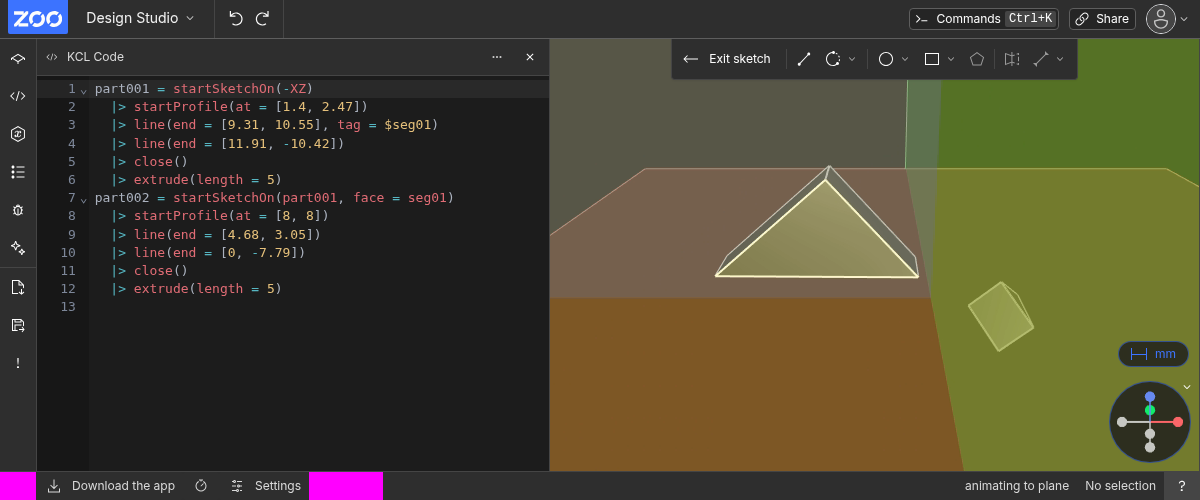 ZOO
Design Studio
Commands Ctrl+K
Share
KCL Code
Exit sketch
1 part001 = startSketchOn(-XZ)
2 |> startProfile(at = [1.4, 2.47])
3 |> line(end = [9.31, 10.55], tag = $seg01)
4 |> line(end = [11.91, -10.42])
5 |> close()
6 |> extrude(length = 5)
7 part002 = startSketchOn(part001, face = seg01)
8 |> startProfile(at = [8, 8])
9 |> line(end = [4.68, 3.05])
10 |> line(end = [0, -7.79])
11 |> close()
12 |> extrude(length = 5)
13
mm
Download the app
Settings
animating to plane
No selection
?